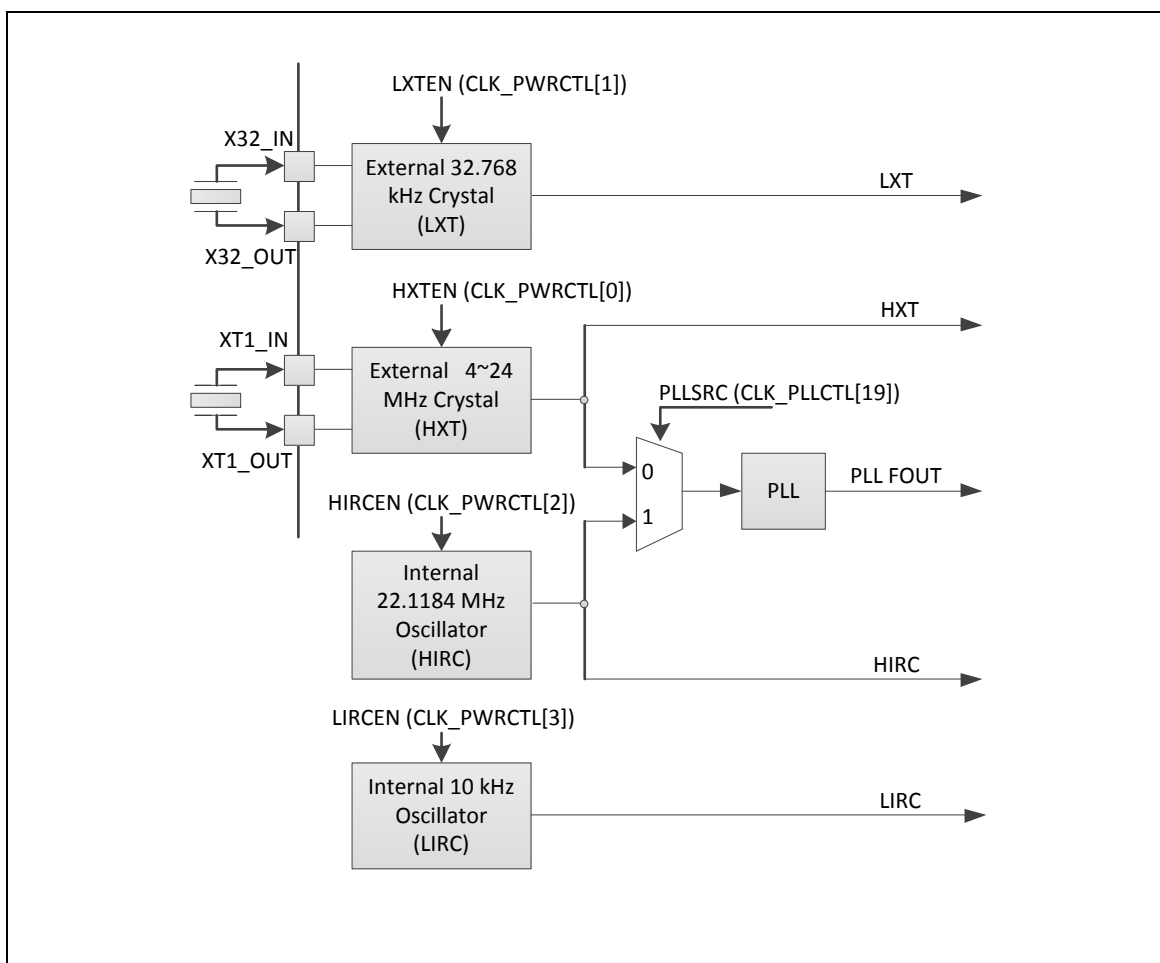 LXTEN (CLK_PWRCTL[1])
X32_IN
External 32.768
kHz Crystal
(LXT)
LXT
X32_OUT
HXTEN (CLK_PWRCTL[0])
HXT
XT1_IN
External 4~24
MHz Crystal
(HXT)
XT1_OUT
PLLSRC (CLK_PLLCTL[19])
0
1
PLL
PLL FOUT
HIRCEN (CLK_PWRCTL[2])
Internal
22.1184 MHz
Oscillator
(HIRC)
HIRC
LIRCEN (CLK_PWRCTL[3])
Internal 10 kHz
Oscillator
(LIRC)
LIRC